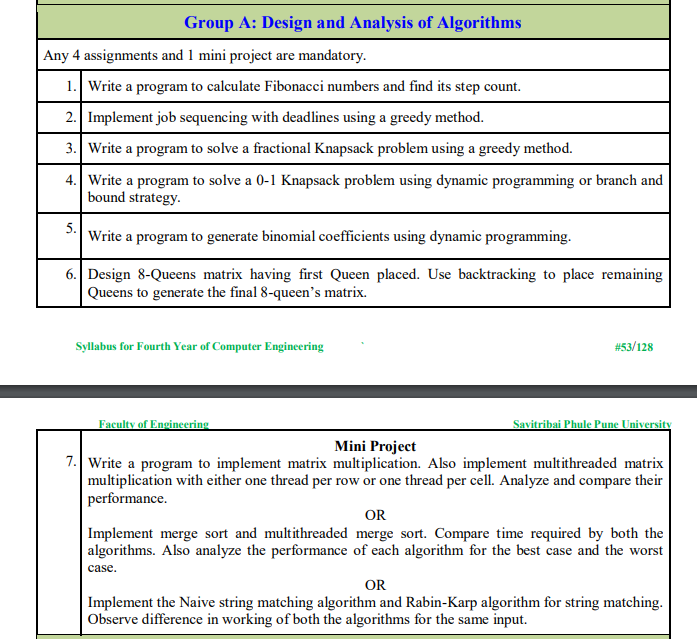 Group A: Design and Analysis of Algorithms
Any 4 assignments and 1 mini project are mandatory.
1. Write a program to calculate Fibonacci numbers and find its step count.
2. Implement job sequencing with deadlines using a greedy method.
3. Write a program to solve a fractional Knapsack problem using a greedy method.
4. Write a program to solve a 0-1 Knapsack problem using dynamic programming or branch and
bound strategy.
5. Write a program to generate binomial coefficients using dynamic programming.
6. Design 8-Queens matrix having first Queen placed. Use backtracking to place remaining
Queens to generate the final 8-queen's matrix.
Syllabus for Fourth Year of Computer Engineering #53/128
Faculty of Engineering Savitribai Phule Pune University
Mini Project
7. Write a program to implement matrix multiplication. Also implement multithreaded matrix
multiplication with either one thread per row or one thread per cell. Analyze and compare their
performance.
OR
Implement merge sort and multithreaded merge sort. Compare time required by both the
algorithms. Also analyze the performance of each algorithm for the best case and the worst
case.
OR
Implement the Naive string matching algorithm and Rabin-Karp algorithm for string matching.
Observe difference in working of both the algorithms for the same input.